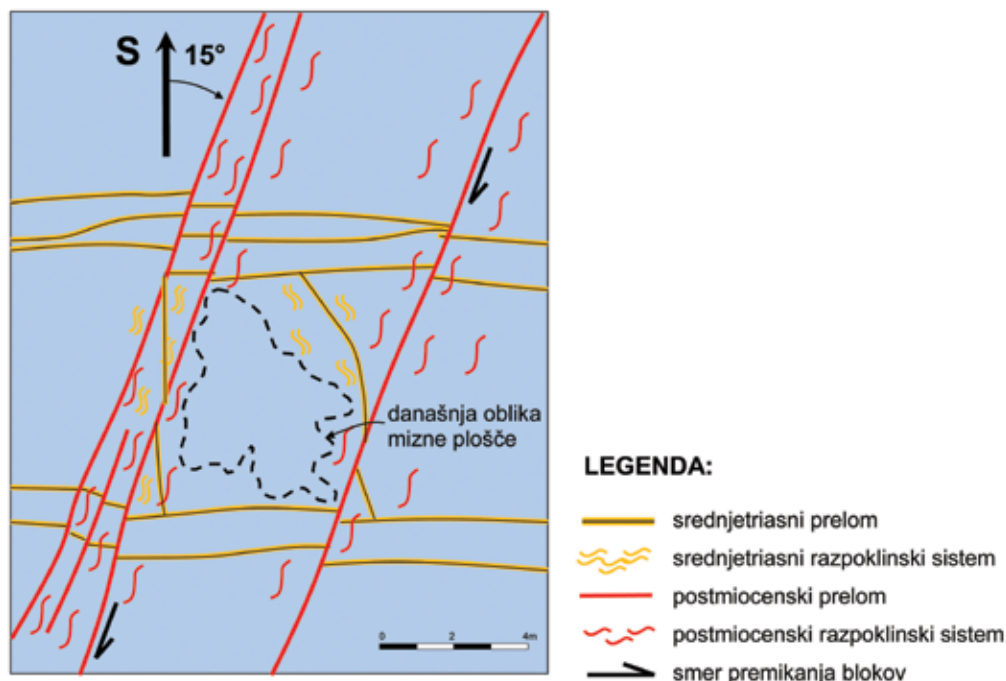 S
15°
današnja oblika
mizne plošče
0 2 4m
LEGENDA:
srednjetriasni prelom
srednjetriasni razpoklinski sistem
postmiocenski prelom
postmiocenski razpoklinski sistem
smer premikanja blokov